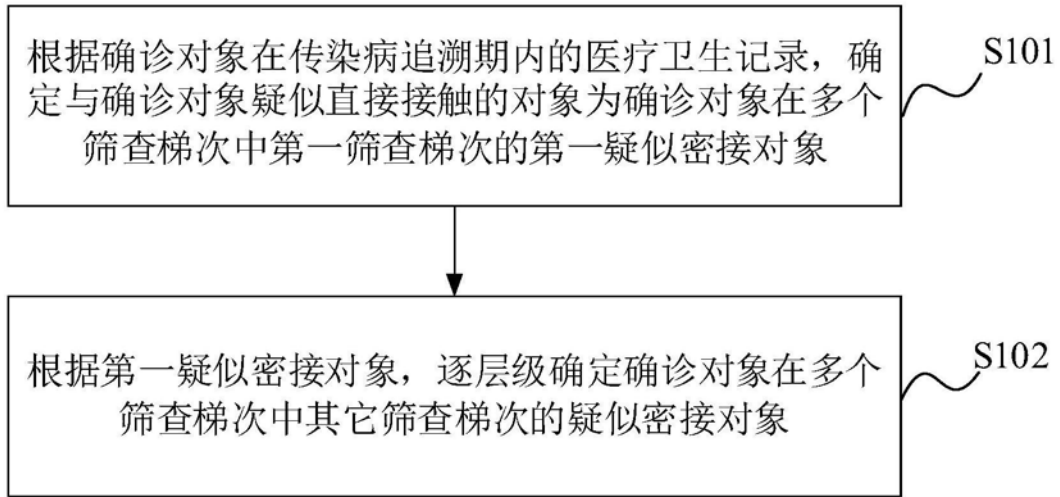 根据确诊对象在传染病追溯期内的医疗卫生记录，确
定与确诊对象疑似直接接触的对象为确诊对象在多个
筛查梯次中第一筛查梯次的第一疑似密接对象
S101
根据第一疑似密接对象，逐层级确定确诊对象在多个
筛查梯次中其它筛查梯次的疑似密接对象
S102